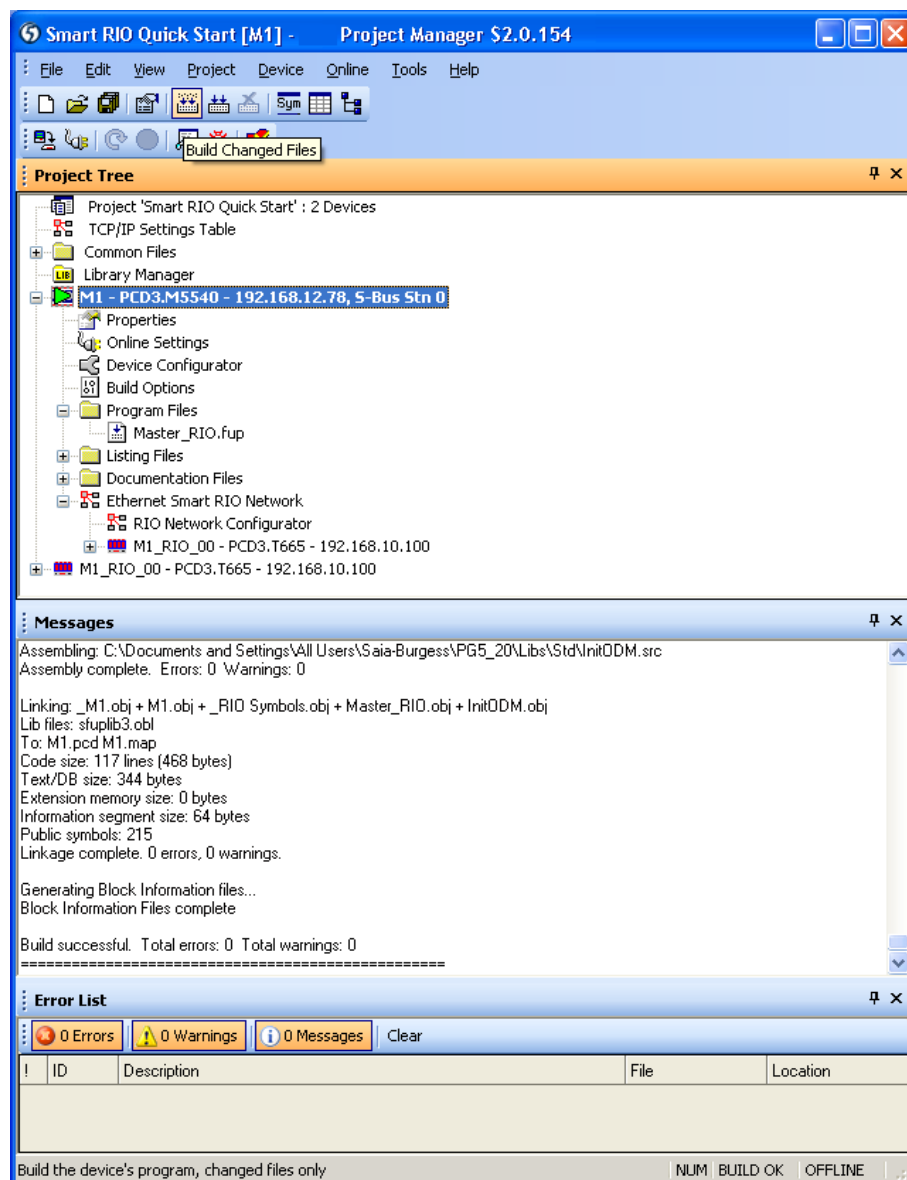 Smart RIO Quick Start [M1] - Project Manager $2.0.154
File Edit View Project Device Online Tools Help
Sym
Build Changed Files
Project Tree
Project 'Smart RIO Quick Start' : 2 Devices
TCP/IP Settings Table
Common Files
LIB Library Manager
M1 - PCD3.M5540 - 192.168.12.78, S-Bus Stn 0
Properties
Online Settings
Device Configurator
Build Options
Program Files
Master_RIO.fup
Listing Files
Documentation Files
Ethernet Smart RIO Network
RIO Network Configurator
M1_RIO_00 - PCD3.T665 - 192.168.10.100
M1_RIO_00 - PCD3.T665 - 192.168.10.100
Messages
Assembling: C:\Documents and Settings\All Users\Saia-Burgess\PG5_20\Libs\Std\InitODM.src
Assembly complete. Errors: 0 Warnings: 0
Linking: _M1.obj + M1.obj + _RIO Symbols.obj + Master_RIO.obj + InitODM.obj
Lib files: sfuplib3.obl
To: M1.pcd M1.map
Code size: 117 lines (468 bytes)
Text/DB size: 344 bytes
Extension memory size: 0 bytes
Information segment size: 64 bytes
Public symbols: 215
Linkage complete. 0 errors, 0 warnings.
Generating Block Information files...
Block Information Files complete
Build successful. Total errors: 0 Total warnings: 0
==================================================
Error List
0 Errors 0 Warnings 0 Messages Clear
! ID Description File Location
Build the device's program, changed files only NUM BUILD OK OFFLINE